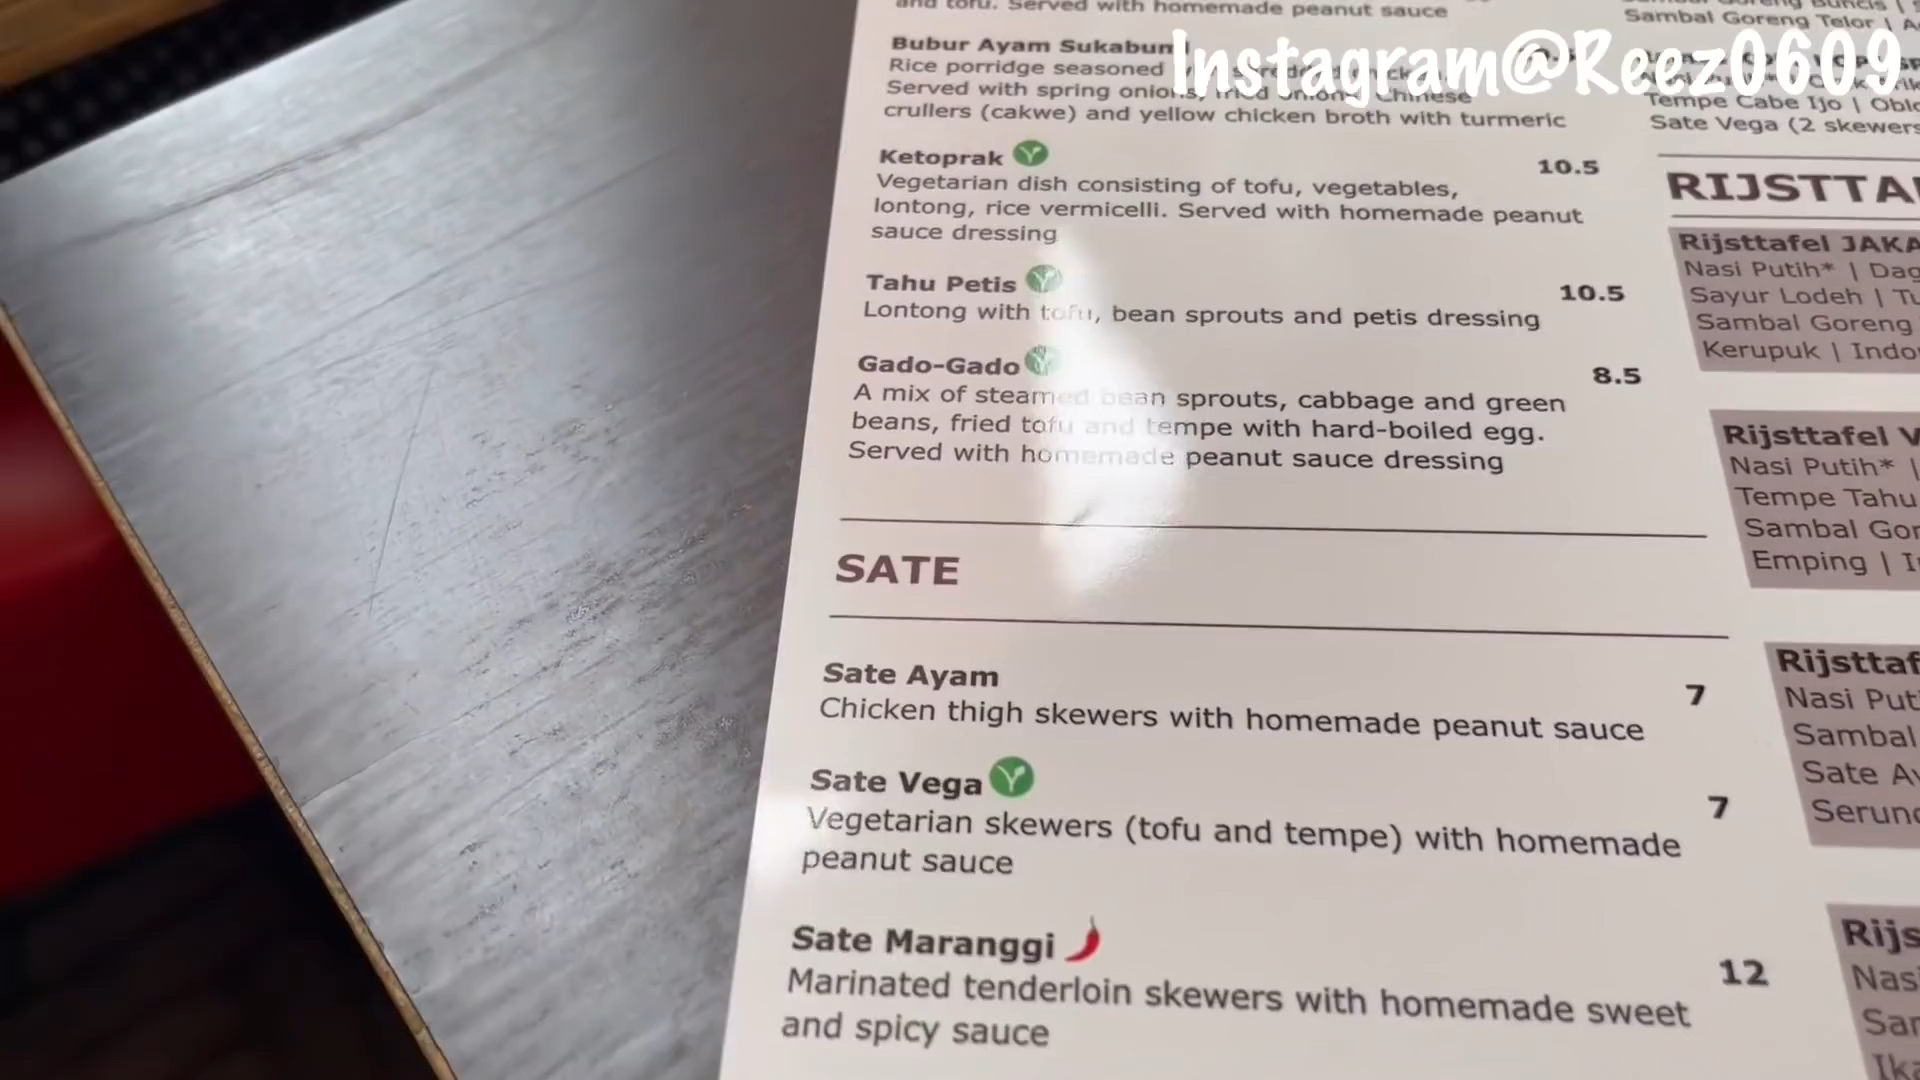 and tofu. Served with homemade peanut sauce
Bubur Ayam Sukabumi
Rice porridge seasoned
Served with spring onions, fried onions, Chinese
crullers (cakwe) and yellow chicken broth with turmeric
Ketoprak
10.5
Vegetarian dish consisting of tofu, vegetables,
lontong, rice vermicelli. Served with homemade peanut
sauce dressing
Tahu Petis
10.5
Lontong with tofu, bean sprouts and petis dressing
Gado-Gado
8.5
A mix of steamed bean sprouts, cabbage and green
beans, fried tofu and tempe with hard-boiled egg.
Served with homemade peanut sauce dressing
SATE
Sate Ayam
7
Chicken thigh skewers with homemade peanut sauce
Sate Vega
7
Vegetarian skewers (tofu and tempe) with homemade
peanut sauce
Sate Maranggi
12
Marinated tenderloin skewers with homemade sweet
and spicy sauce
Instagram@Reez0609
Sambal Goreng Telor |
Tempe Cabe Ijo |
Sate Vega (2 skewers
RIJSTTA
Rijsttafel JAKA
Nasi Putih* | Dag
Sayur Lodeh | Tu
Sambal Goreng
Kerupuk | Indo
Rijsttafel V
Nasi Putih* |
Tempe Tahu
Sambal Gor
Emping | I
Rijsttaf
Nasi Put
Sambal
Sate Ay
Serund
Rijs
Nasi
Sam
Ika